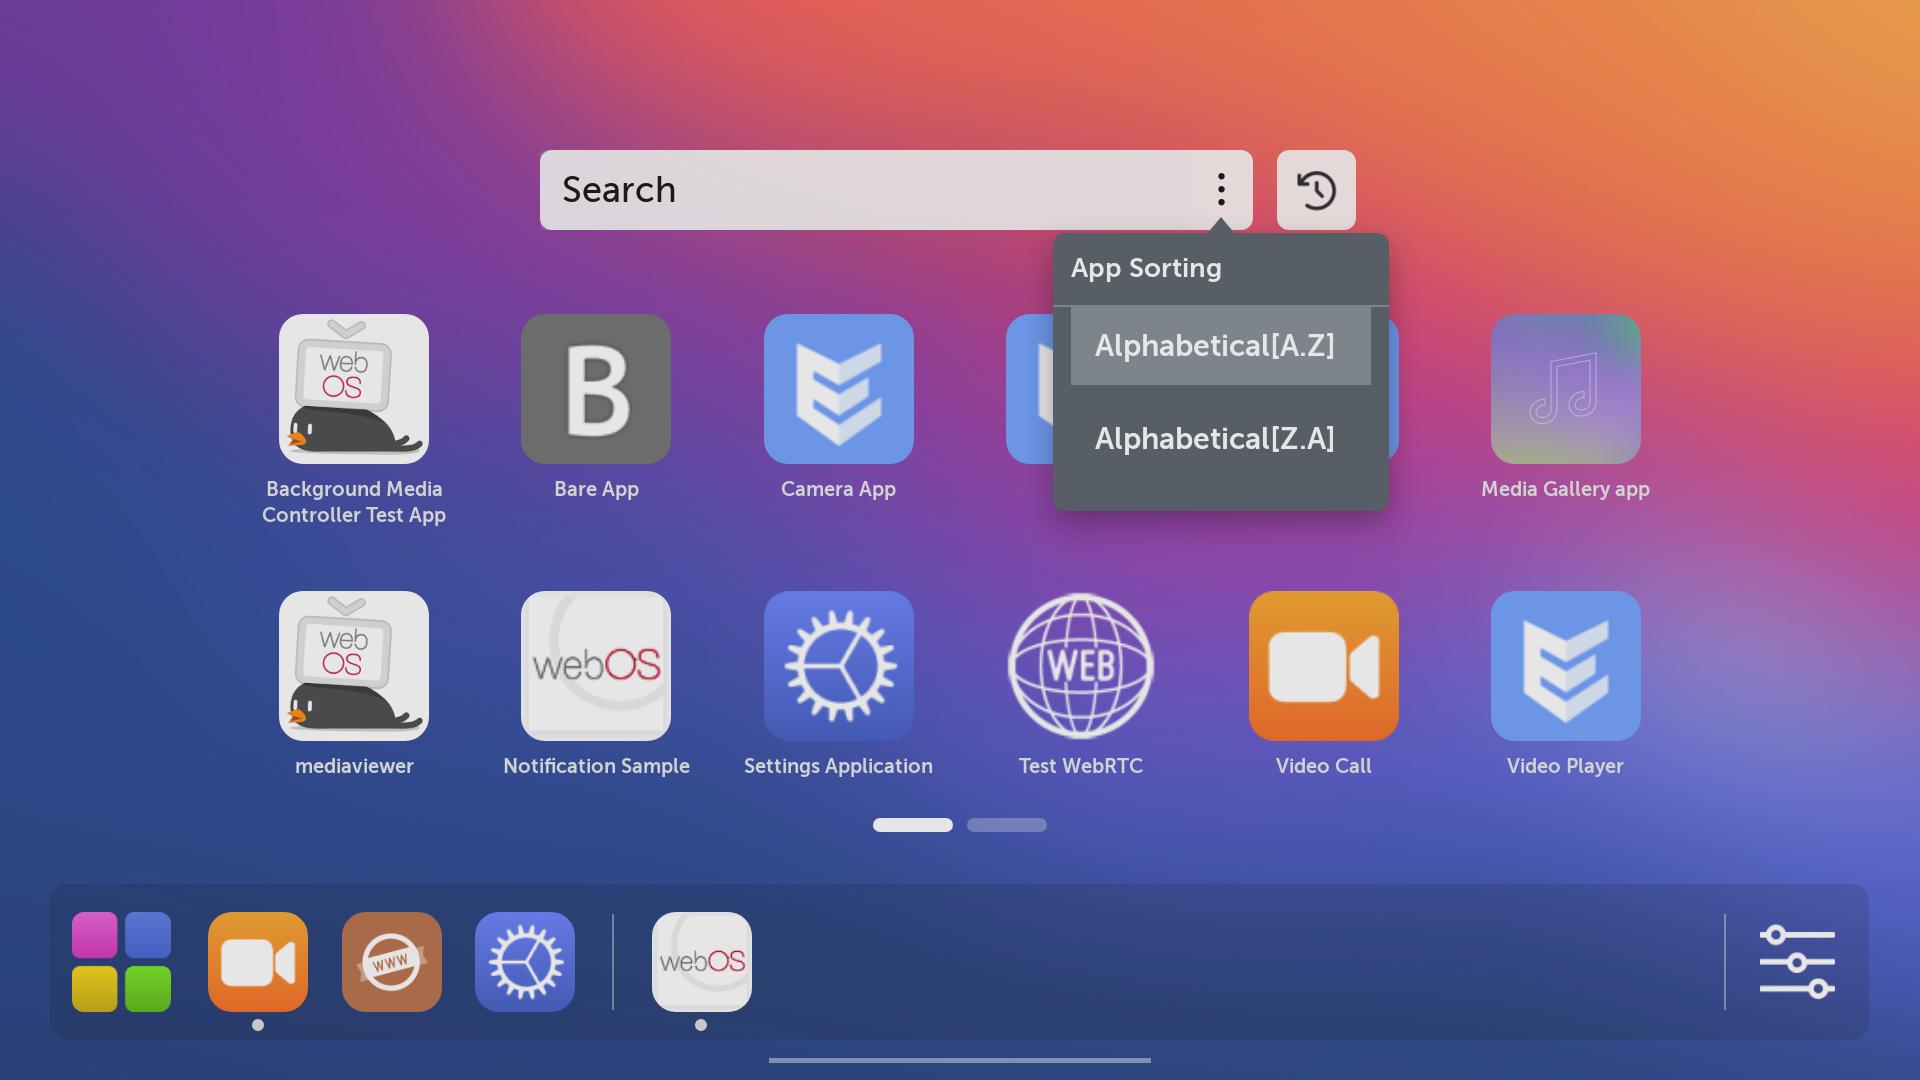 Search
App Sorting
Alphabetical[A.Z]
Alphabetical[Z.A]
web
OS
B
Background Media
Controller Test App
Bare App
Camera App
Media Gallery app
web
OS
webOS
WEB
mediaviewer
Notification Sample
Settings Application
Test WebRTC
Video Call
Video Player
WWW
webOS